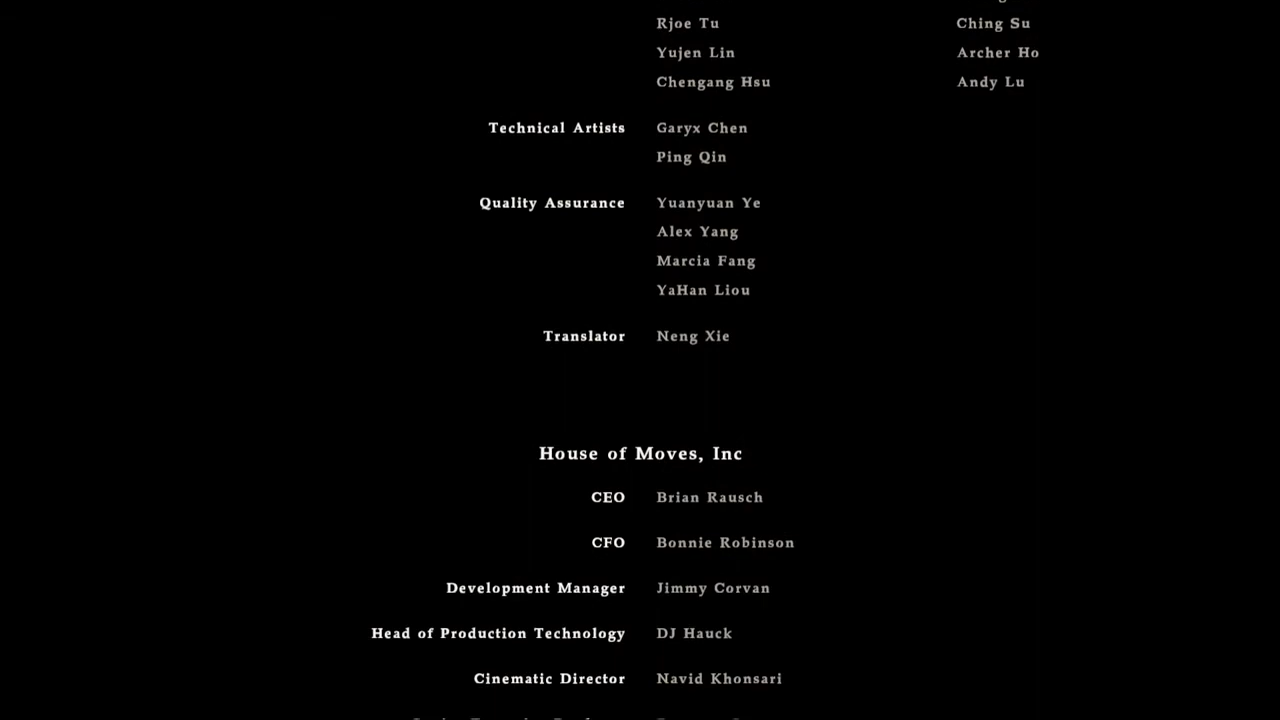 Rjoe Tu Ching Su
Yujen Lin Archer Ho
Chengang Hsu Andy Lu
Technical Artists Garyx Chen
Ping Qin
Quality Assurance Yuanyuan Ye
Alex Yang
Marcia Fang
YaHan Liou
Translator Neng Xie
House of Moves, Inc
CEO Brian Rausch
CFO Bonnie Robinson
Development Manager Jimmy Corvan
Head of Production Technology DJ Hauck
Cinematic Director Navid Khonsari